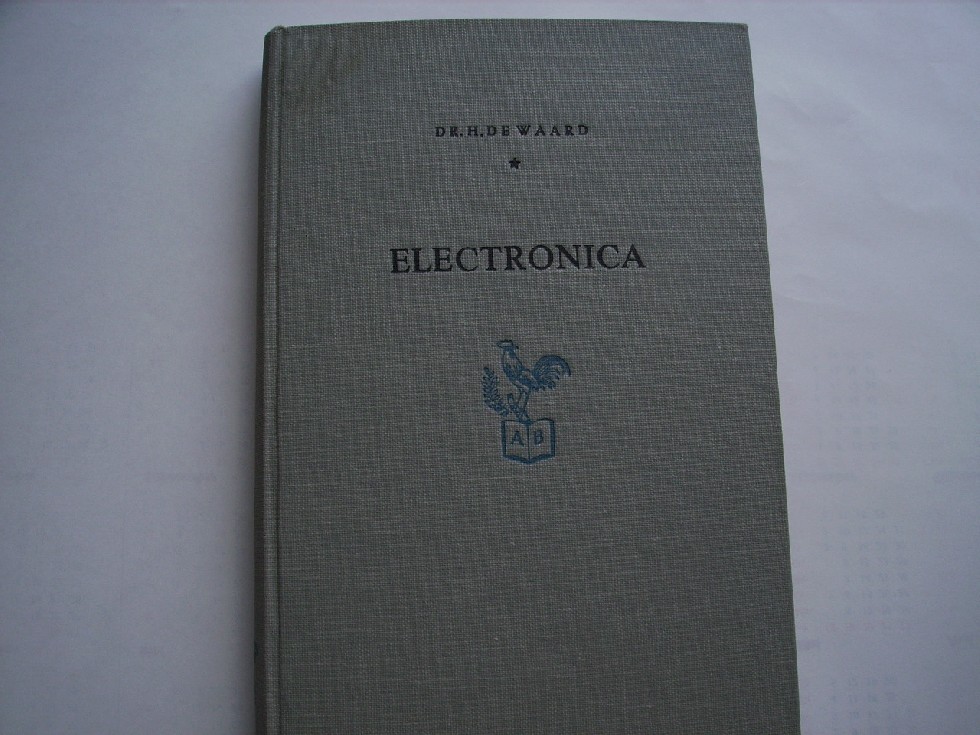 DR. H. DE WAARD
*
ELECTRONICA
A B